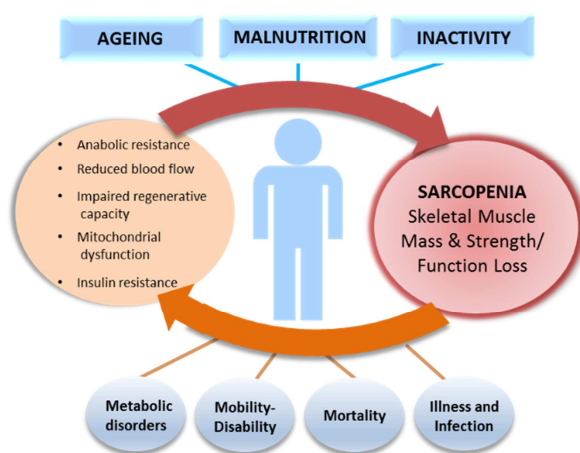 AGEING
MALNUTRITION
INACTIVITY
• Anabolic resistance
• Reduced blood flow
• Impaired regenerative
capacity
• Mitochondrial
dysfunction
• Insulin resistance
SARCOPENIA
Skeletal Muscle
Mass & Strength/
Function Loss
Metabolic
disorders
Mobility-
Disability
Mortality
Illness and
Infection